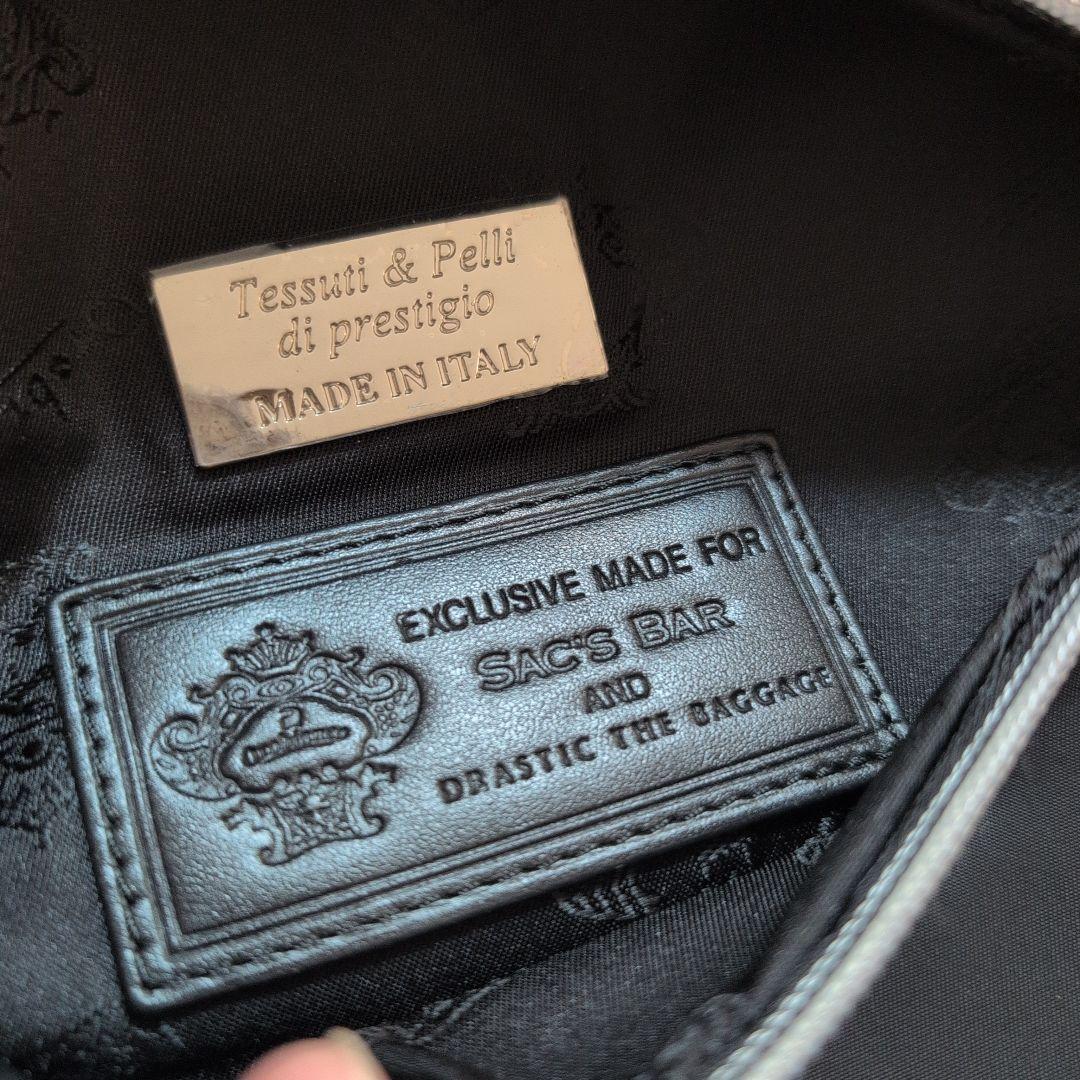 Tessuti & Pelli
di prestigio
MADE IN ITALY
EXCLUSIVE MADE FOR
SAC'S BAR
AND
DRASTIC THE BAGGAGE